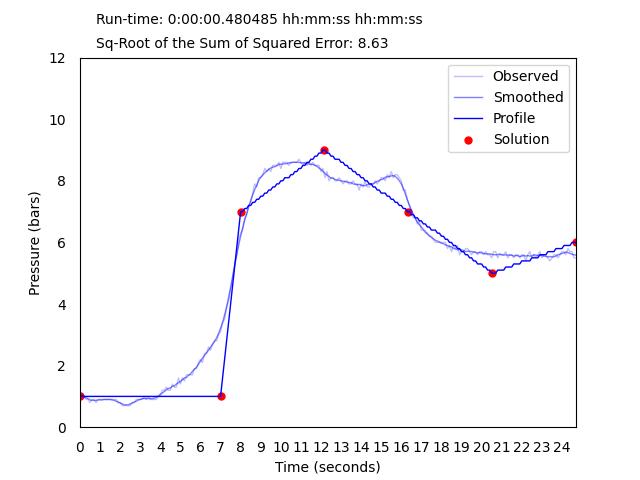 Run-time: 0:00:00.480485 hh:mm:ss hh:mm:ss
Sq-Root of the Sum of Squared Error: 8.63
Observed
Smoothed
Profile
Solution
12
10
8
6
4
2
0
Pressure (bars)
0 1 2 3 4 5 6 7 8 9 10 11 12 13 14 15 16 17 18 19 20 21 22 23 24
Time (seconds)